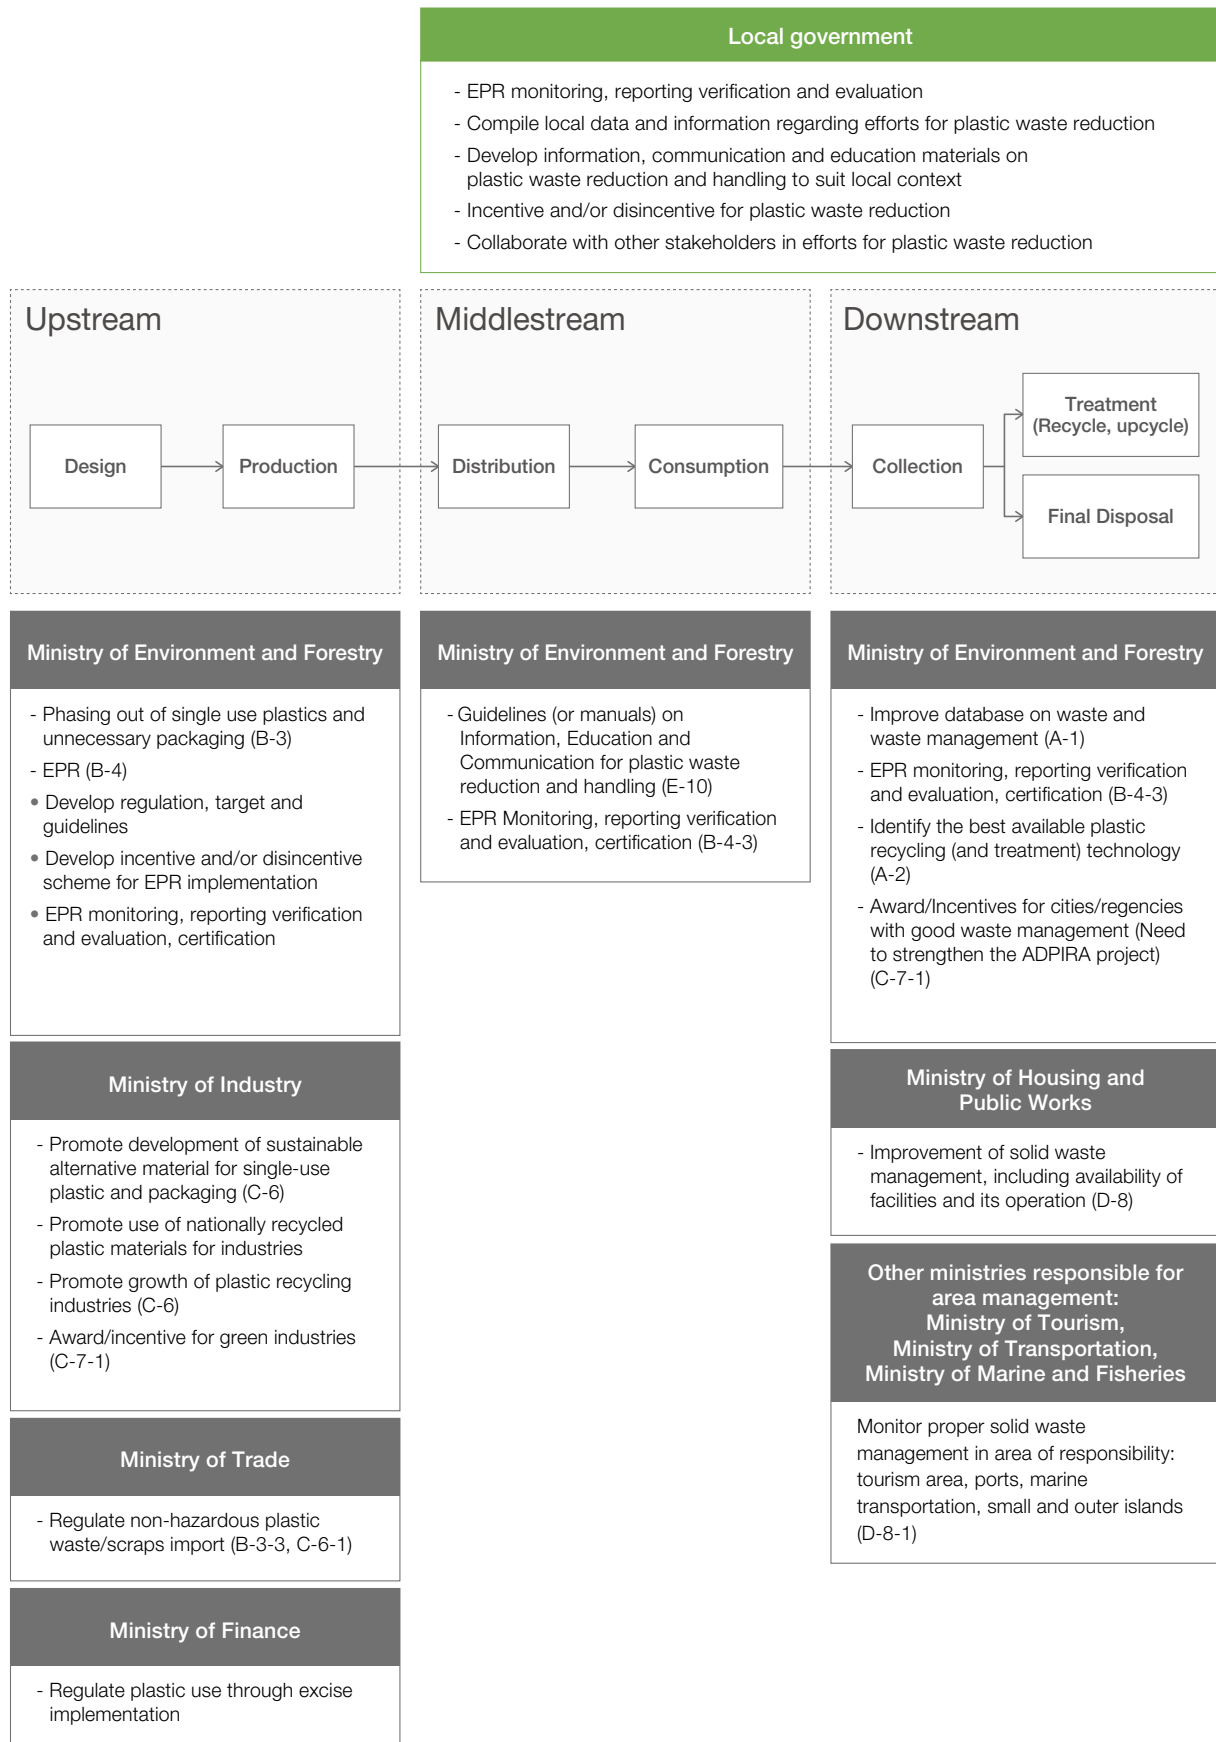 Local government
- EPR monitoring, reporting verification and evaluation
- Compile local data and information regarding efforts for plastic waste reduction
- Develop information, communication and education materials on
plastic waste reduction and handling to suit local context
- Incentive and/or disincentive for plastic waste reduction
- Collaborate with other stakeholders in efforts for plastic waste reduction
Upstream
Design
Production
Middlestream
Distribution
Consumption
Downstream
Collection
Treatment
(Recycle, upcycle)
Final Disposal
Ministry of Environment and Forestry
- Phasing out of single use plastics and
unnecessary packaging (B-3)
- EPR (B-4)
• Develop regulation, target and
guidelines
• Develop incentive and/or disincentive
scheme for EPR implementation
• EPR monitoring, reporting verification
and evaluation, certification
Ministry of Industry
- Promote development of sustainable
alternative material for single-use
plastic and packaging (C-6)
- Promote use of nationally recycled
plastic materials for industries
- Promote growth of plastic recycling
industries (C-6)
- Award/incentive for green industries
(C-7-1)
Ministry of Trade
- Regulate non-hazardous plastic
waste/scraps import (B-3-3, C-6-1)
Ministry of Finance
- Regulate plastic use through excise
implementation
Ministry of Environment and Forestry
- Guidelines (or manuals) on
Information, Education and
Communication for plastic waste
reduction and handling (E-10)
- EPR Monitoring, reporting verification
and evaluation, certification (B-4-3)
Ministry of Environment and Forestry
- Improve database on waste and
waste management (A-1)
- EPR monitoring, reporting verification
and evaluation, certification (B-4-3)
- Identify the best available plastic
recycling (and treatment) technology
(A-2)
- Award/Incentives for cities/regencies
with good waste management (Need
to strengthen the ADPIRA project)
(C-7-1)
Ministry of Housing and
Public Works
- Improvement of solid waste
management, including availability of
facilities and its operation (D-8)
Other ministries responsible for
area management:
Ministry of Tourism,
Ministry of Transportation,
Ministry of Marine and Fisheries
Monitor proper solid waste
management in area of responsibility:
tourism area, ports, marine
transportation, small and outer islands
(D-8-1)